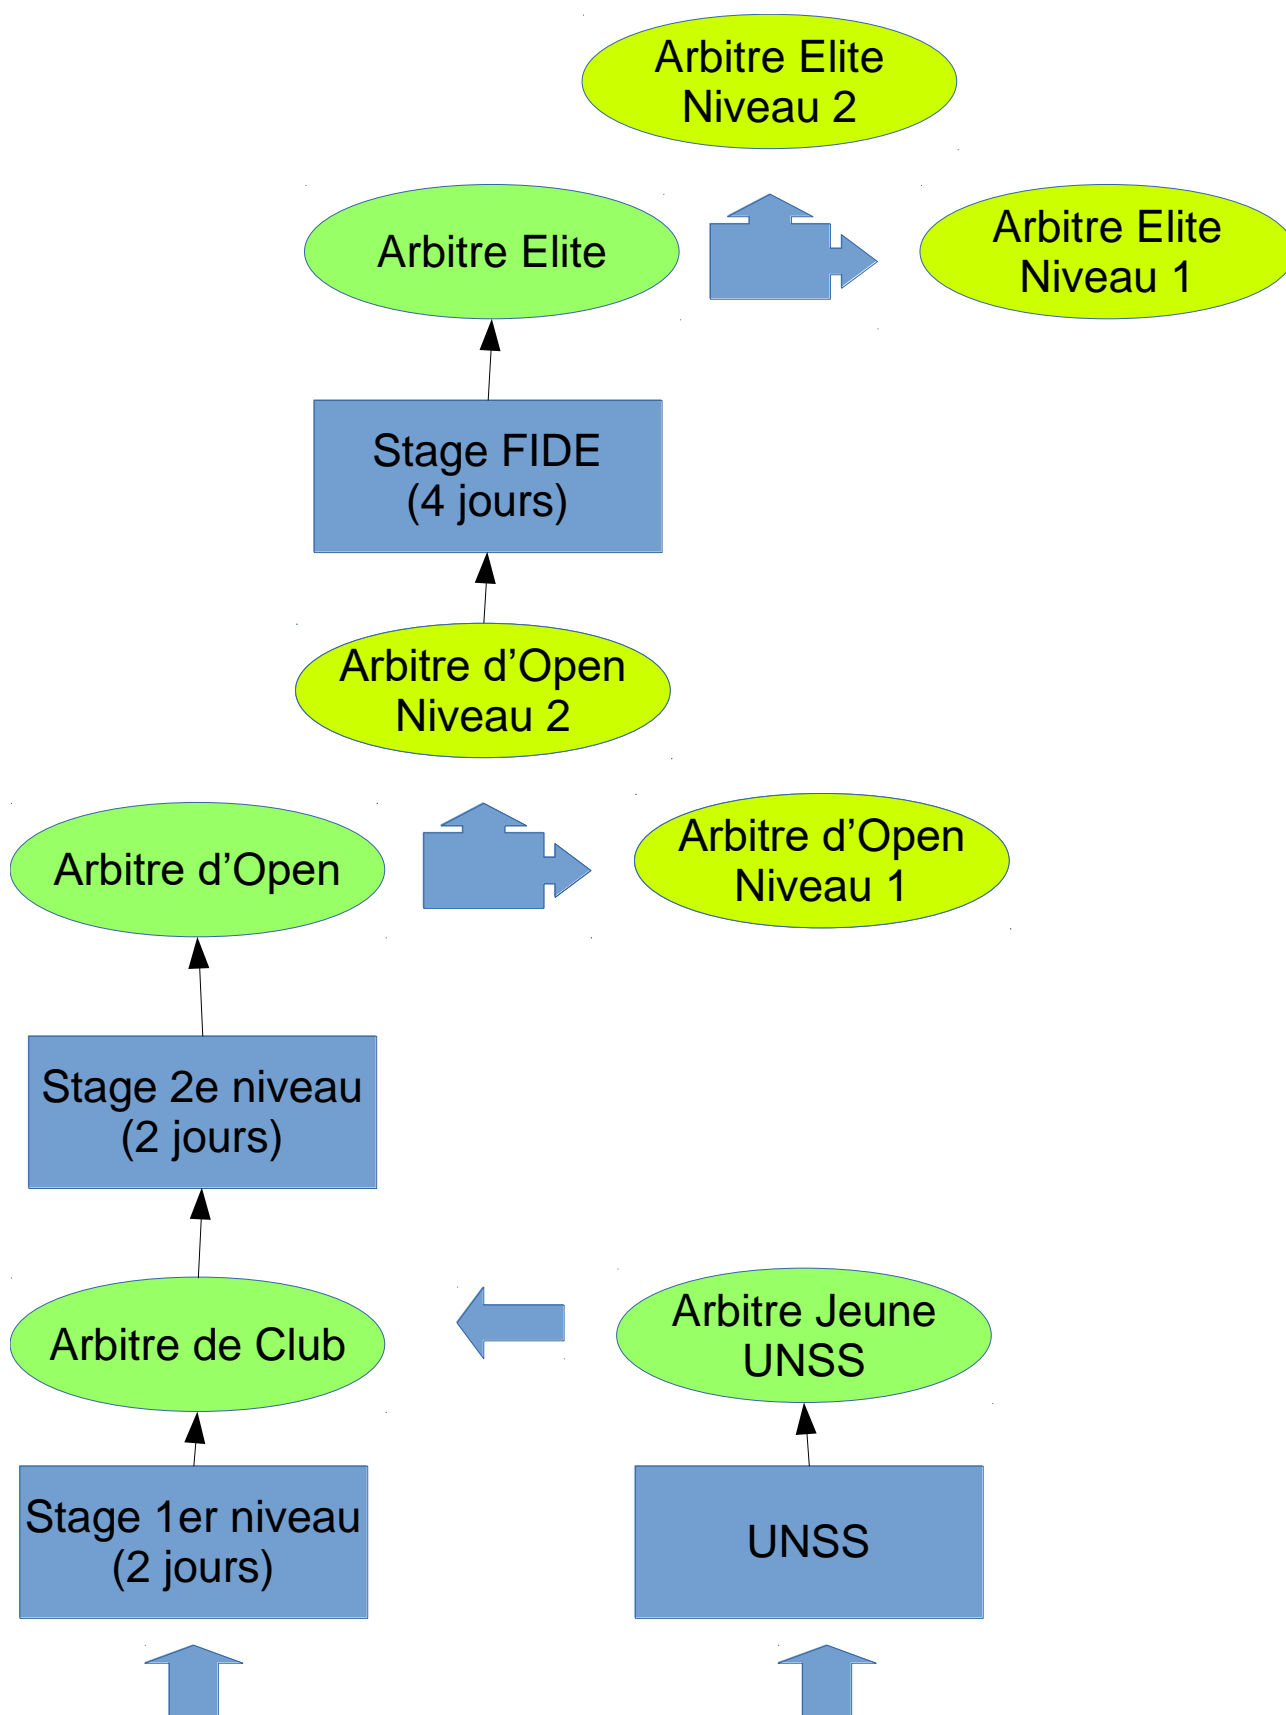 Arbitre Elite
Niveau 2
Arbitre Elite
Arbitre Elite
Niveau 1
Stage FIDE
(4 jours)
Arbitre d’Open
Niveau 2
Arbitre d’Open
Arbitre d’Open
Niveau 1
Stage 2e niveau
(2 jours)
Arbitre de Club
Arbitre Jeune
UNSS
Stage 1er niveau
(2 jours)
UNSS